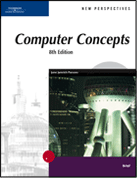 NEW PERSPECTIVES
Computer Concepts
8th Edition
Brief